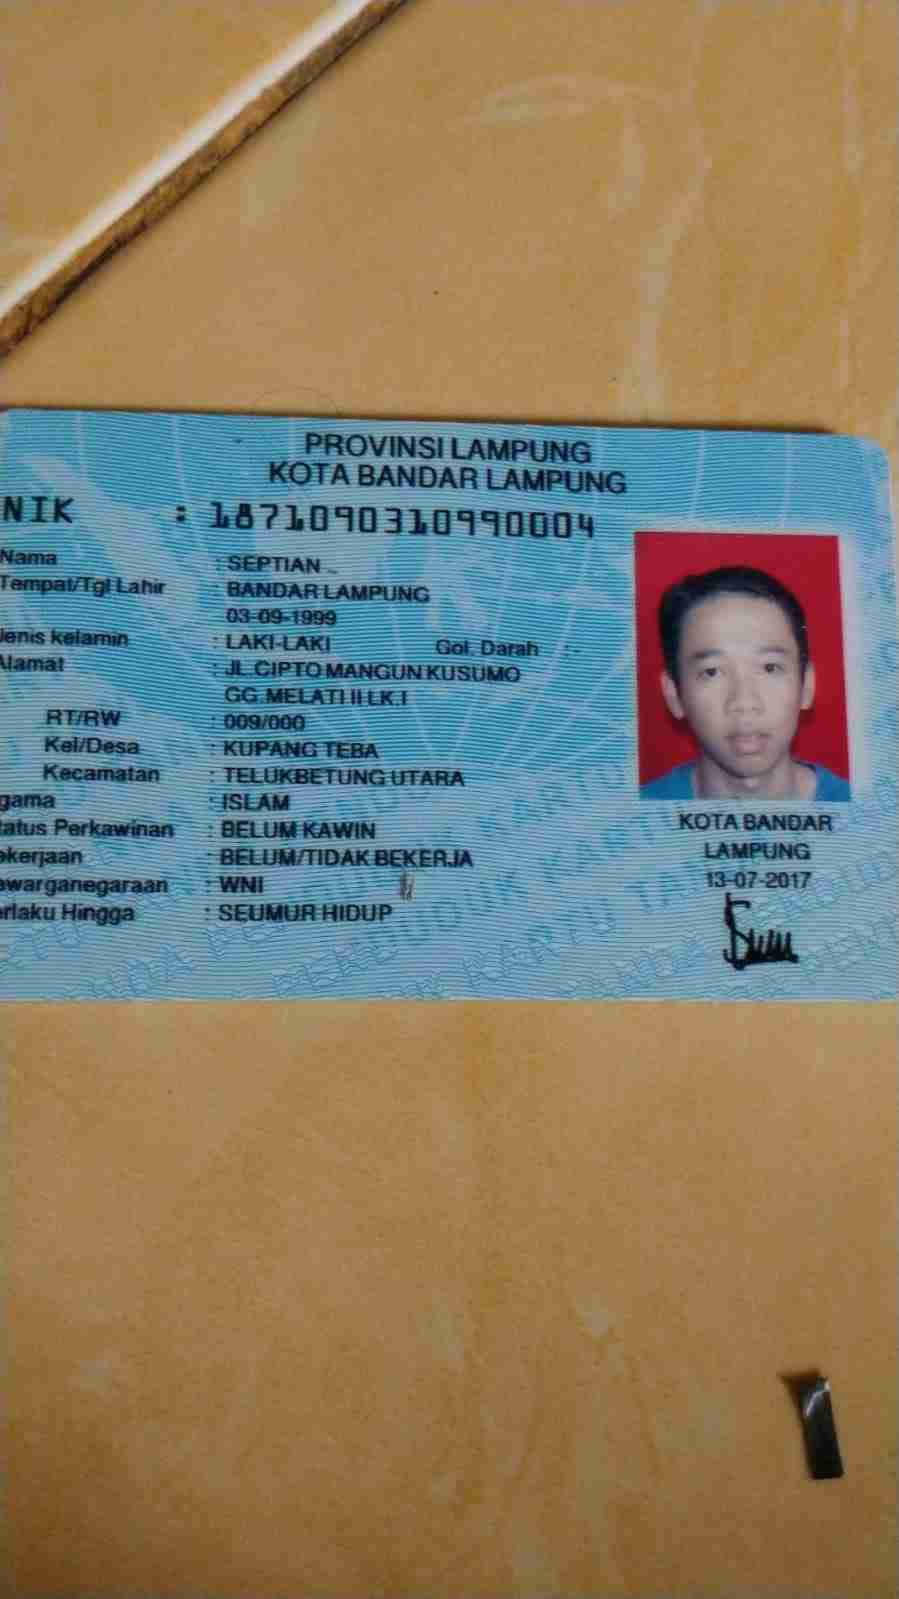 PROVINSI LAMPUNG
KOTA BANDAR LAMPUNG
NIK : 1871090310990004
Nama : SEPTIAN
Tempat/Tgl Lahir : BANDAR LAMPUNG
03-09-1999
Jenis kelamin : LAKI-LAKI Gol. Darah : -
Alamat : JL.CIPTO MANGUN KUSUMO
GG.MELATI II LK.I
RT/RW : 009/000
Kel/Desa : KUPANG TEBA
Kecamatan : TELUKBETUNG UTARA
gama : ISLAM
tatus Perkawinan : BELUM KAWIN
ekerjaan : BELUM/TIDAK BEKERJA
ewarganegaraan : WNI
erlaku Hingga : SEUMUR HIDUP
KOTA BANDAR
LAMPUNG
13-07-2017